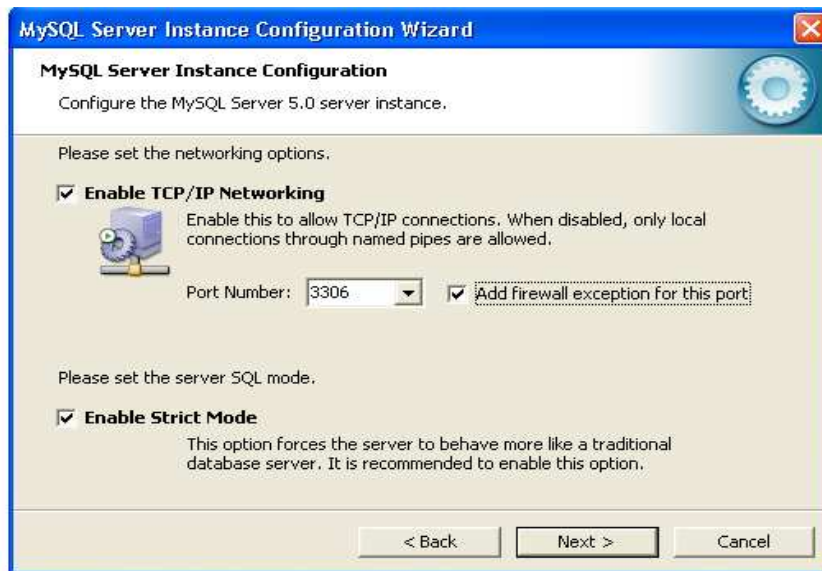 MySQL Server Instance Configuration Wizard
MySQL Server Instance Configuration
Configure the MySQL Server 5.0 server instance.
Please set the networking options.
Enable TCP/IP Networking
Enable this to allow TCP/IP connections. When disabled, only local
connections through named pipes are allowed.
Port Number: 3306 Add firewall exception for this port
Please set the server SQL mode.
Enable Strict Mode
This option forces the server to behave more like a traditional
database server. It is recommended to enable this option.
< Back Next > Cancel